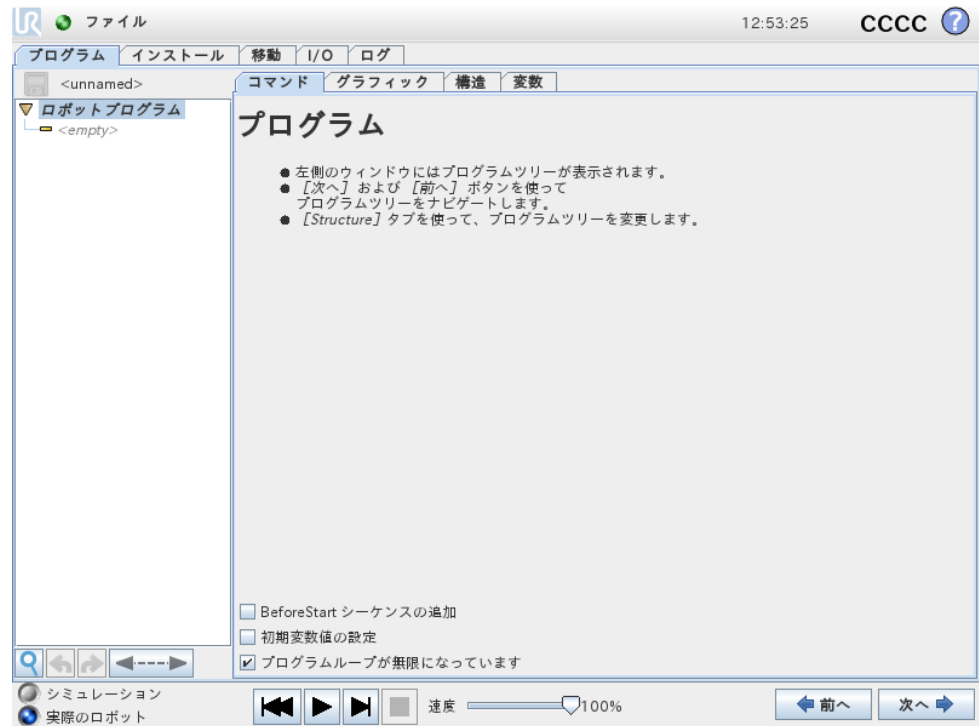 UR
ファイル
12:53:25
CCCC
?
プログラム インストール 移動 I/O ログ
<unnamed>
コマンド グラフィック 構造 変数
ロボットプログラム
<empty>
プログラム
● 左側のウィンドウにはプログラムツリーが表示されます。
● [次へ] および [前へ] ボタンを使って
プログラムツリーをナビゲートします。
● [Structure] タブを使って、プログラムツリーを変更します。
BeforeStart シーケンスの追加
初期変数値の設定
プログラムループが無限になっています
シミュレーション
実際のロボット
速度 100%
前へ 次へ